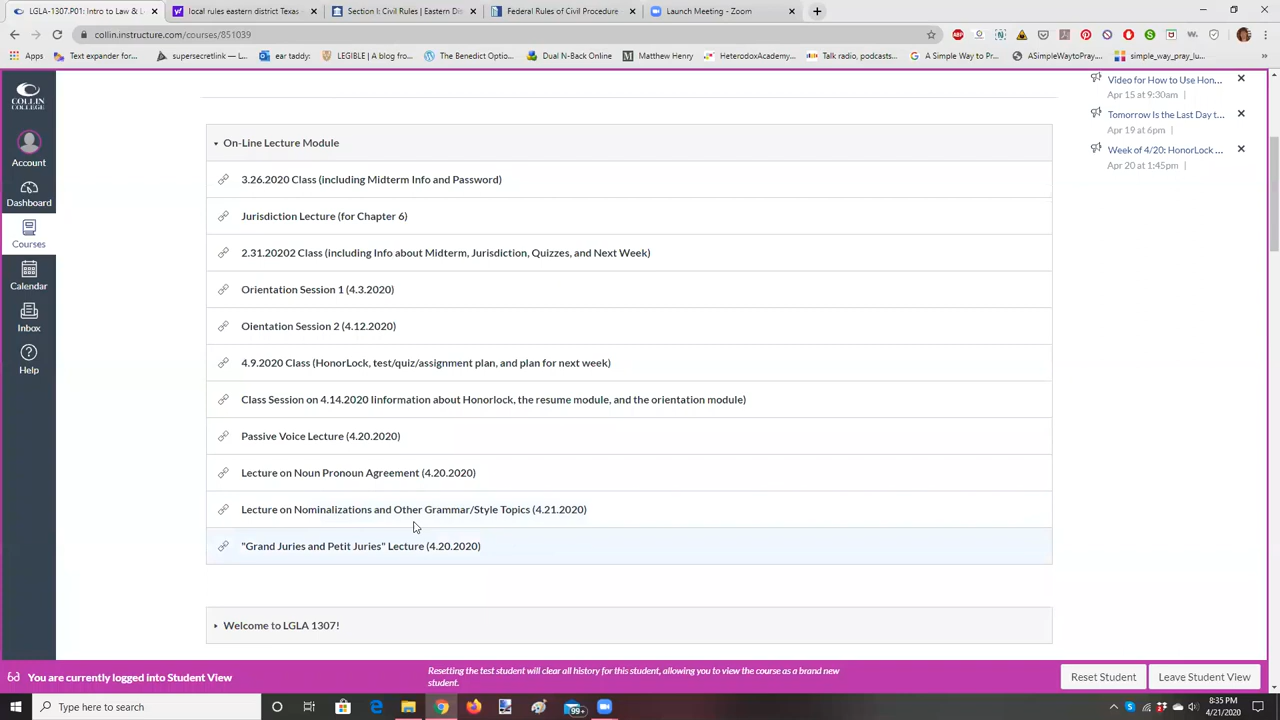 LGLA-1307.P01: Intro to Law & L
local rules eastern district Texas
Section I: Civil Rules | Eastern Di
Federal Rules of Civil Procedure
Launch Meeting - Zoom
collin.instructure.com/courses/851039
Apps
Text expander form...
supersecretlink — c...
ear taddy:
LEGIBLE | A blog fro...
The Benedict Option...
Dual N-Back Online
Matthew Henry
HeterodoxAcademy...
Talk radio, podcasts...
A Simple Way to Pr...
ASimpleWaytoPray....
simple_way_pray_lu...
COLLIN COLLEGE
Account
Dashboard
Courses
Calendar
Inbox
Help
Video for How to Use Hon...
Apr 15 at 9:30am
Tomorrow Is the Last Day t...
Apr 19 at 6pm
Week of 4/20: HonorLock ...
Apr 20 at 1:45pm
On-Line Lecture Module
3.26.2020 Class (including Midterm Info and Password)
Jurisdiction Lecture (for Chapter 6)
2.31.20202 Class (including Info about Midterm, Jurisdiction, Quizzes, and Next Week)
Orientation Session 1 (4.3.2020)
Oientation Session 2 (4.12.2020)
4.9.2020 Class (HonorLock, test/quiz/assignment plan, and plan for next week)
Class Session on 4.14.2020 Iinformation about Honorlock, the resume module, and the orientation module)
Passive Voice Lecture (4.20.2020)
Lecture on Noun Pronoun Agreement (4.20.2020)
Lecture on Nominalizations and Other Grammar/Style Topics (4.21.2020)
"Grand Juries and Petit Juries" Lecture (4.20.2020)
Welcome to LGLA 1307!
You are currently logged into Student View
Resetting the test student will clear all history for this student, allowing you to view the course as a brand new
student.
Reset Student
Leave Student View
Type here to search
99+
8:35 PM
4/21/2020